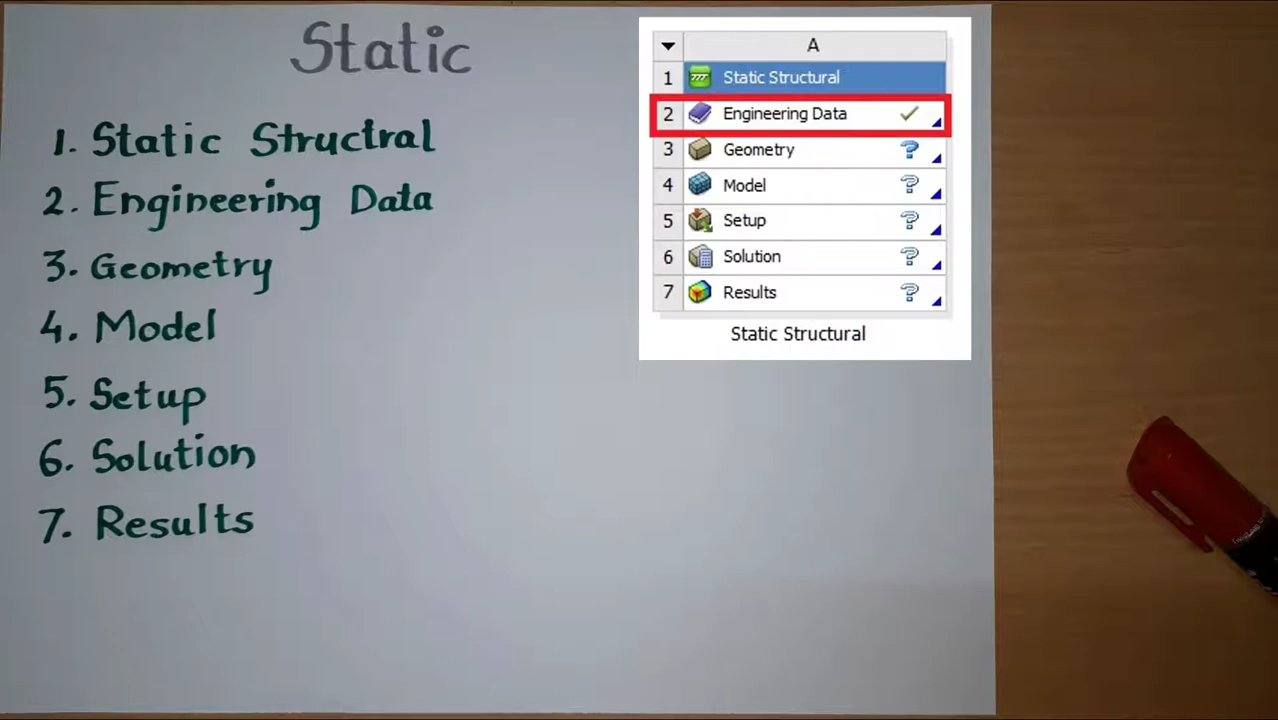 Static
1. Static Structral
2. Engineering Data
3. Geometry
4. Model
5. Setup
6. Solution
7. Results
A
1 Static Structural
2 Engineering Data
3 Geometry
4 Model
5 Setup
6 Solution
7 Results
Static Structural